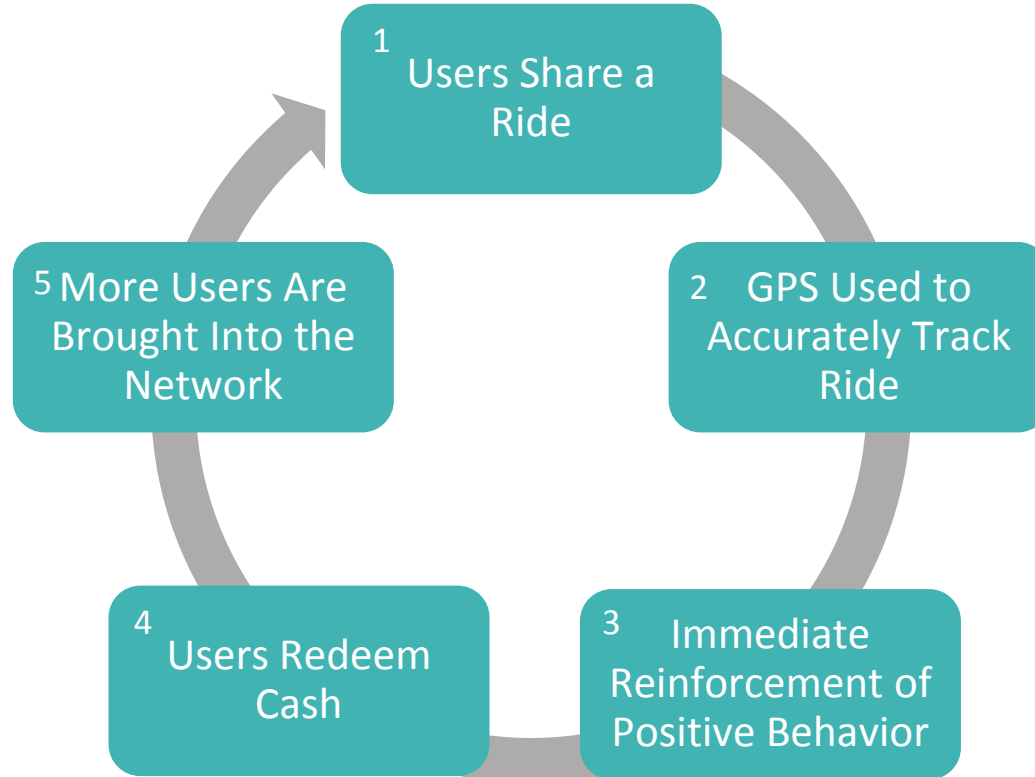 1
Users Share a
Ride
2 GPS Used to
Accurately Track
Ride
3 Immediate
Reinforcement of
Positive Behavior
4
Users Redeem
Cash
5 More Users Are
Brought Into the
Network